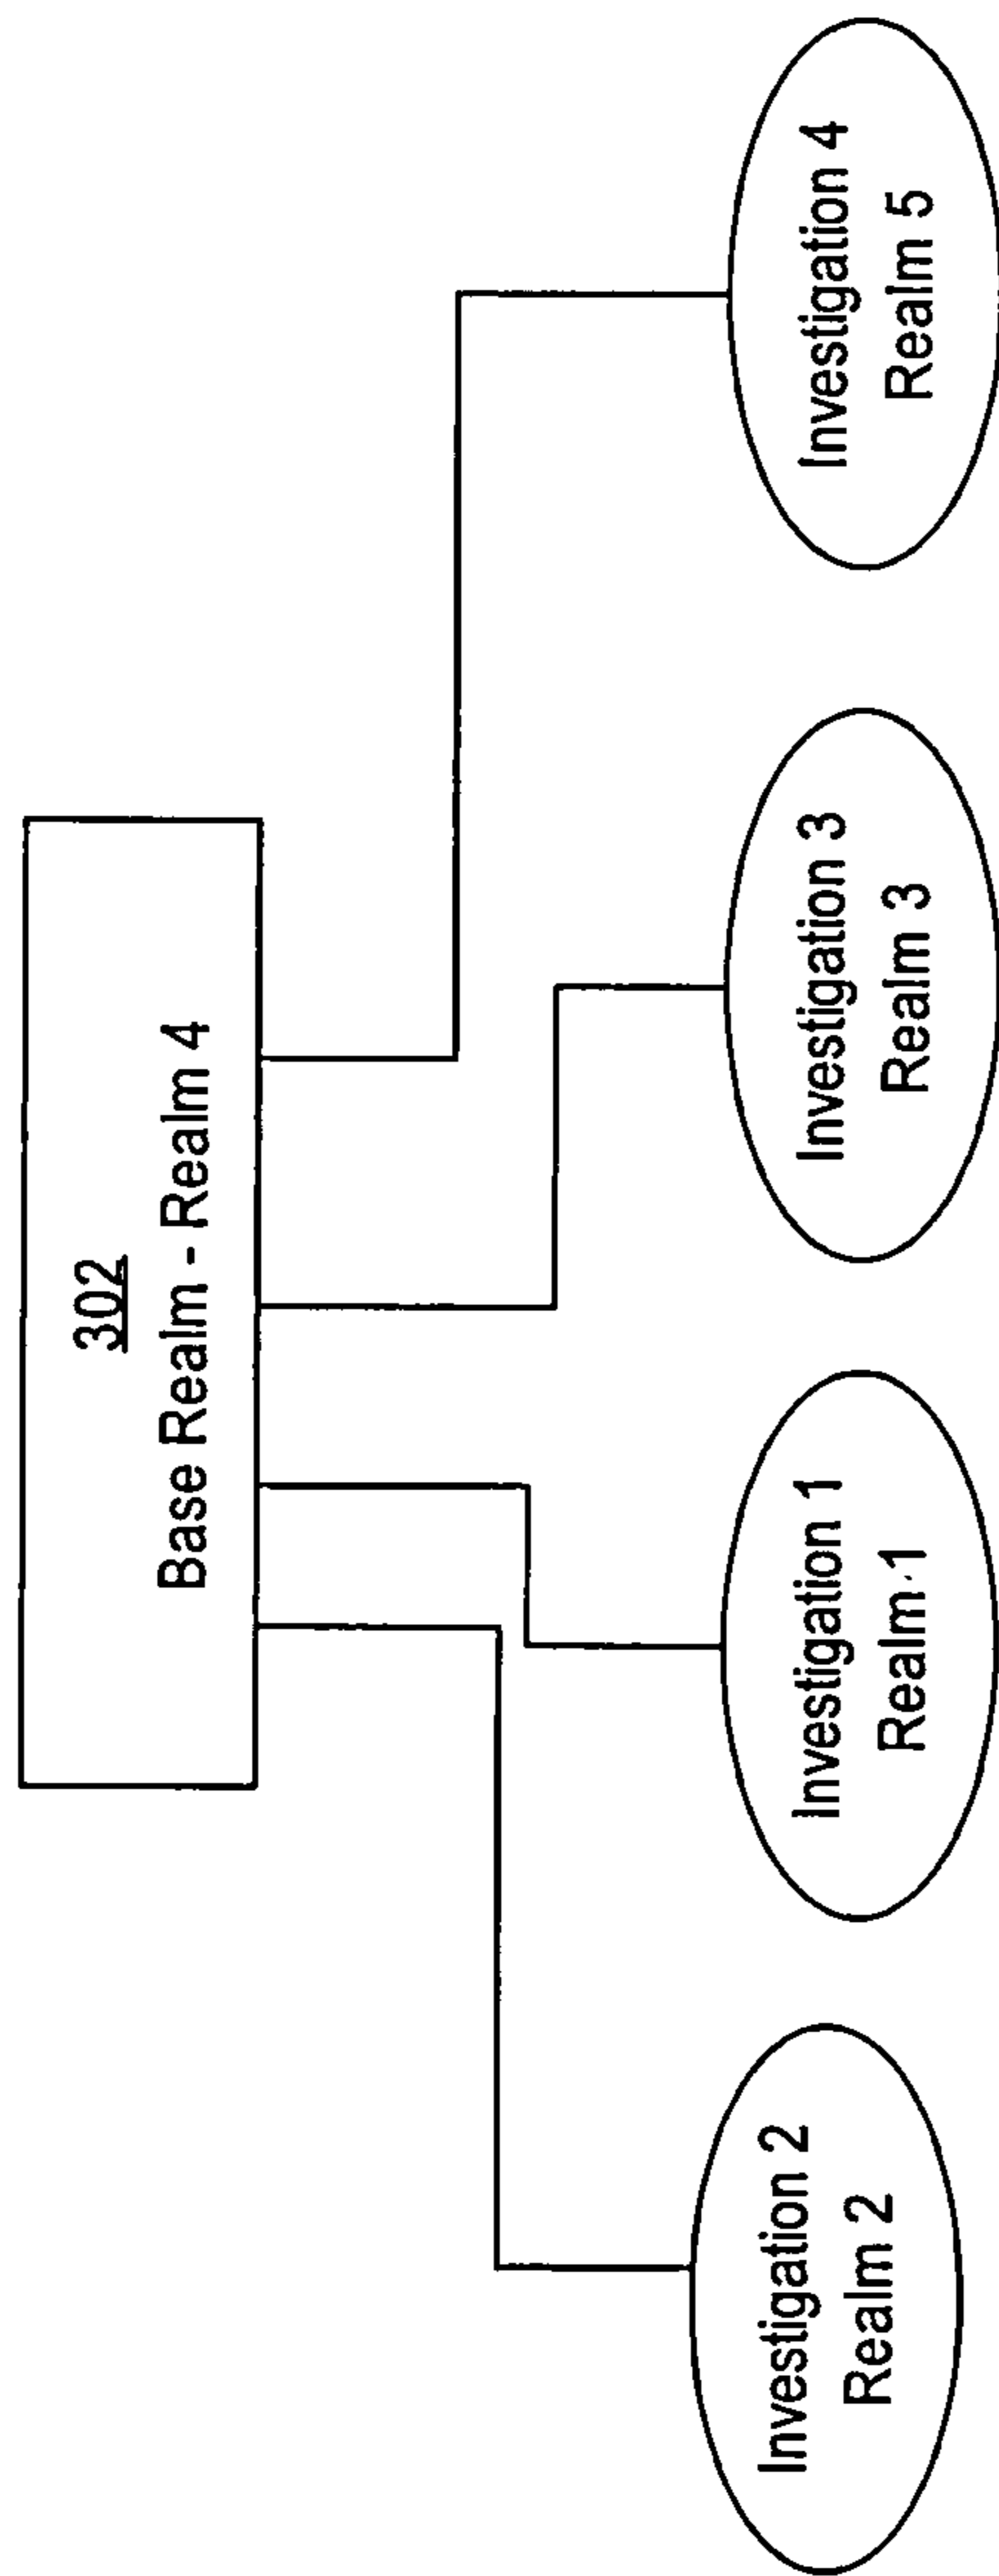 302
Base Realm - Realm 4
Investigation 2
Realm 2
Investigation 1
Realm 1
Investigation 3
Realm 3
Investigation 4
Realm 5